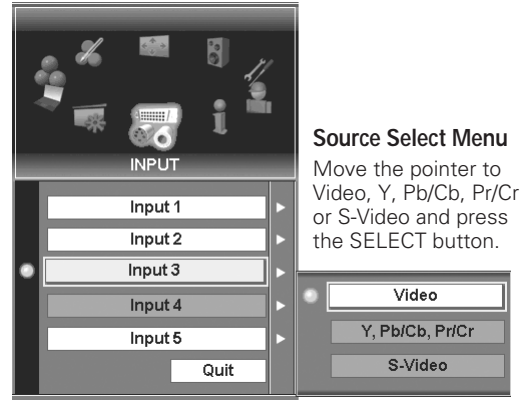 INPUT
Input 1
Input 2
Input 3
Input 4
Input 5
Quit
Source Select Menu
Move the pointer to
Video, Y, Pb/Cb, Pr/Cr
or S-Video and press
the SELECT button.
Video
Y, Pb/Cb, Pr/Cr
S-Video